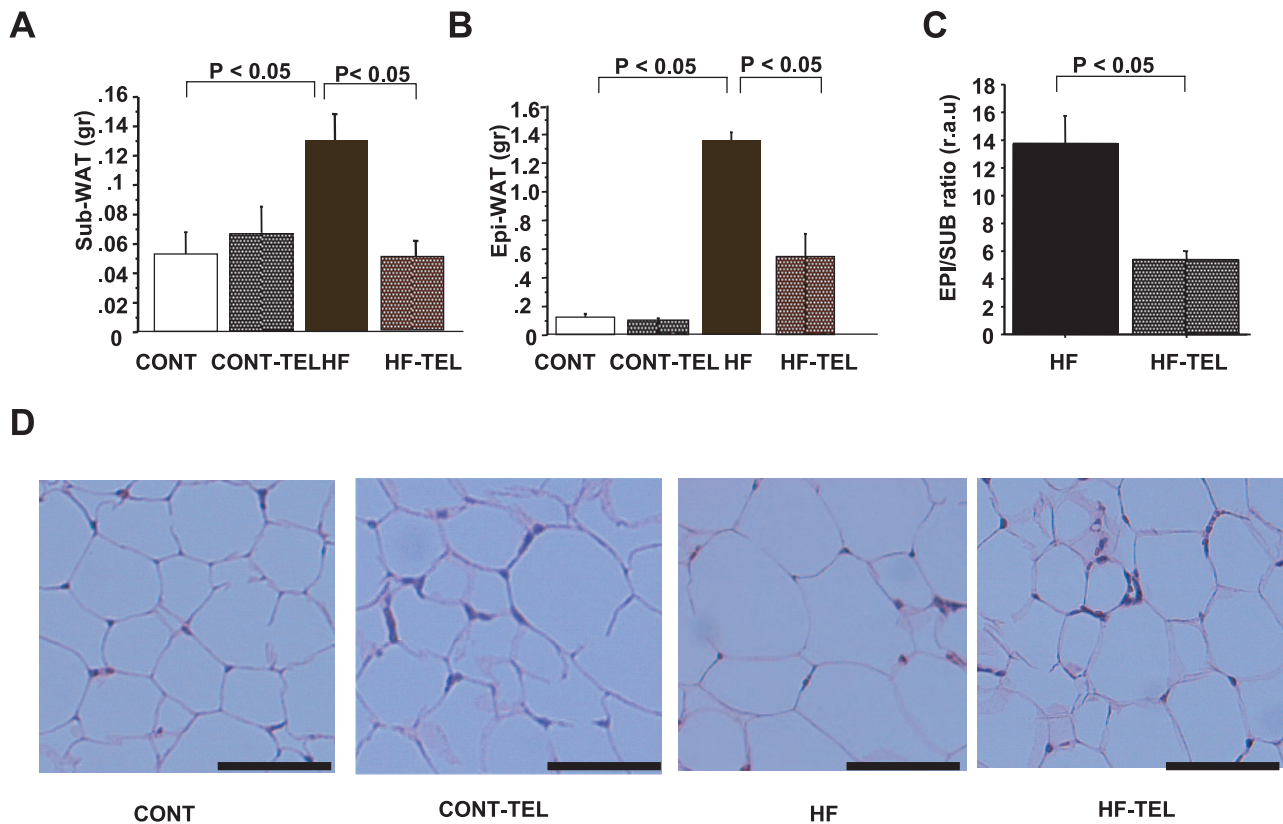 A
B
C
P < 0.05
P< 0.05
Sub-WAT (gr)
.16
.14
.12
.1
.08
.06
.04
.02
0
CONT
CONT-TEL
HF
HF-TEL
P < 0.05
P < 0.05
Epi-WAT (gr)
1.6
1.4
1.2
1.0
.8
.6
.4
.2
0
CONT
CONT-TEL
HF
HF-TEL
P < 0.05
EPI/SUB ratio (r.a.u)
18
16
14
12
10
8
6
4
2
0
HF
HF-TEL
D
CONT
CONT-TEL
HF
HF-TEL